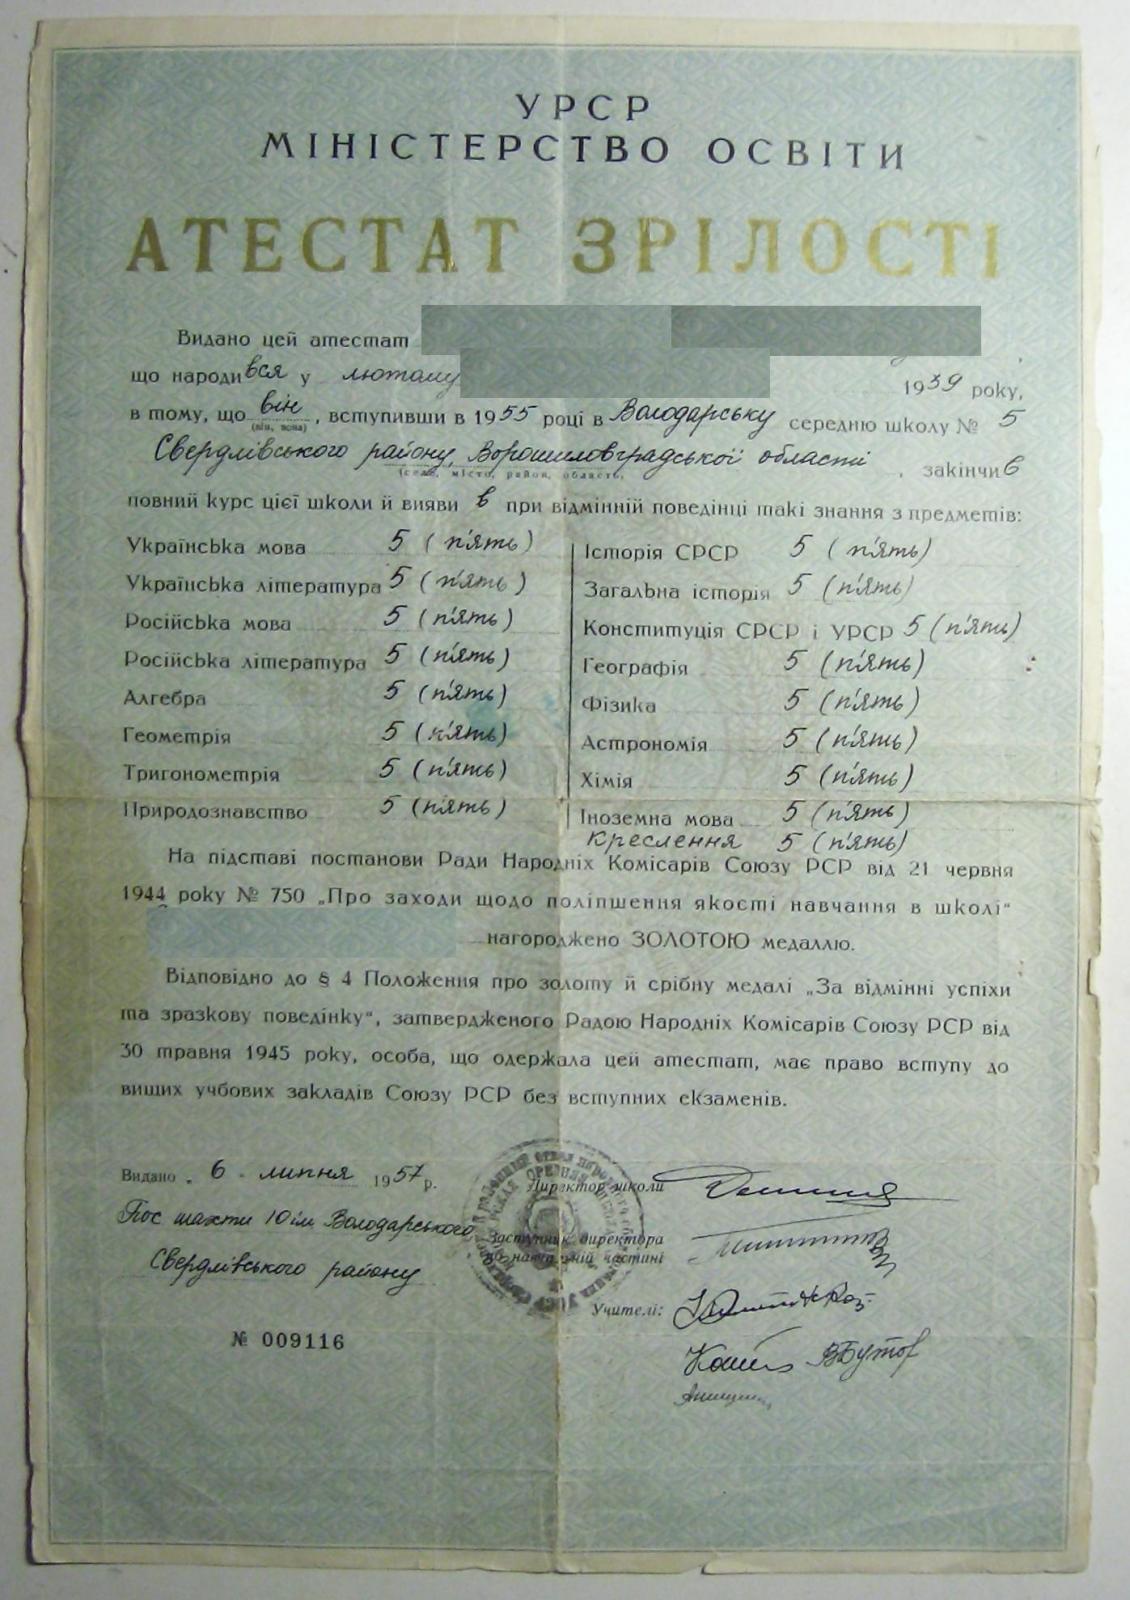 УРСР
МІНІСТЕРСТВО ОСВІТИ
АТЕСТАТ ЗРІЛОСТІ
Видано цей атестат
що народився у лютому 1939 року,
в тому, що він, вступивши в 1955 році в Володарську середню школу № 5
(він, вона)
Свердлівського району, Ворошиловградської області, закінчив
(село, місто, район, область)
повний курс цієї школи й виявив при відмінній поведінці такі знання з предметів:
Українська мова 5 (п'ять)
Українська література 5 (п'ять)
Російська мова 5 (п'ять)
Російська література 5 (п'ять)
Алгебра 5 (п'ять)
Геометрія 5 (п'ять)
Тригонометрія 5 (п'ять)
Природознавство 5 (п'ять)
Історія СРСР 5 (п'ять)
Загальна історія 5 (п'ять)
Конституція СРСР і УРСР 5 (п'ять)
Географія 5 (п'ять)
Фізика 5 (п'ять)
Астрономія 5 (п'ять)
Хімія 5 (п'ять)
Іноземна мова 5 (п'ять)
Креслення 5 (п'ять)
На підставі постанови Ради Народніх Комісарів Союзу РСР від 21 червня
1944 року № 750 „Про заходи щодо поліпшення якості навчання в школі“
нагороджено ЗОЛОТОЮ медаллю.
Відповідно до § 4 Положення про золоту й срібну медалі „За відмінні успіхи
та зразкову поведінку“, затвердженого Радою Народніх Комісарів Союзу РСР від
30 травня 1945 року, особа, що одержала цей атестат, має право вступу до
вищих учбових закладів Союзу РСР без вступних екзаменів.
Видано „6 липня 1957 р.
Пос шахти 10 ім Володарського
Свердлівського району
№ 009116
Директор школи
Заступник директора
по навчальній частині
Учителі:
ВБутов